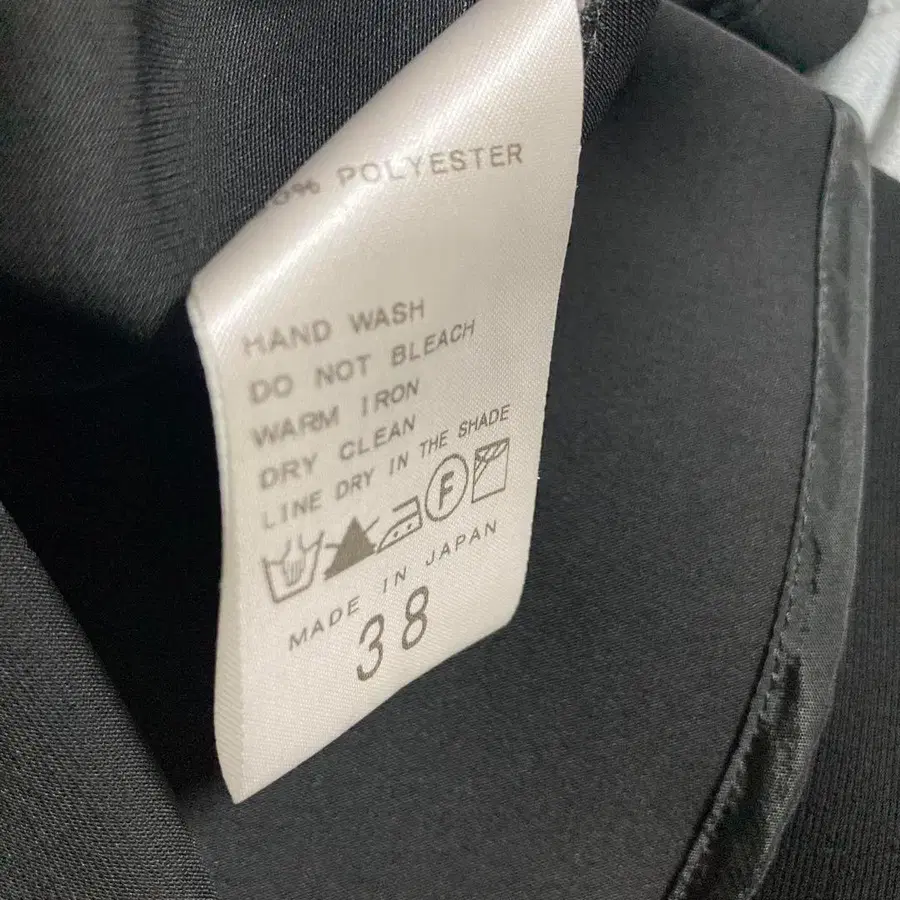 % POLYESTER
HAND WASH
DO NOT BLEACH
WARM IRON
DRY CLEAN
LINE DRY IN THE SHADE
F
MADE IN JAPAN
38